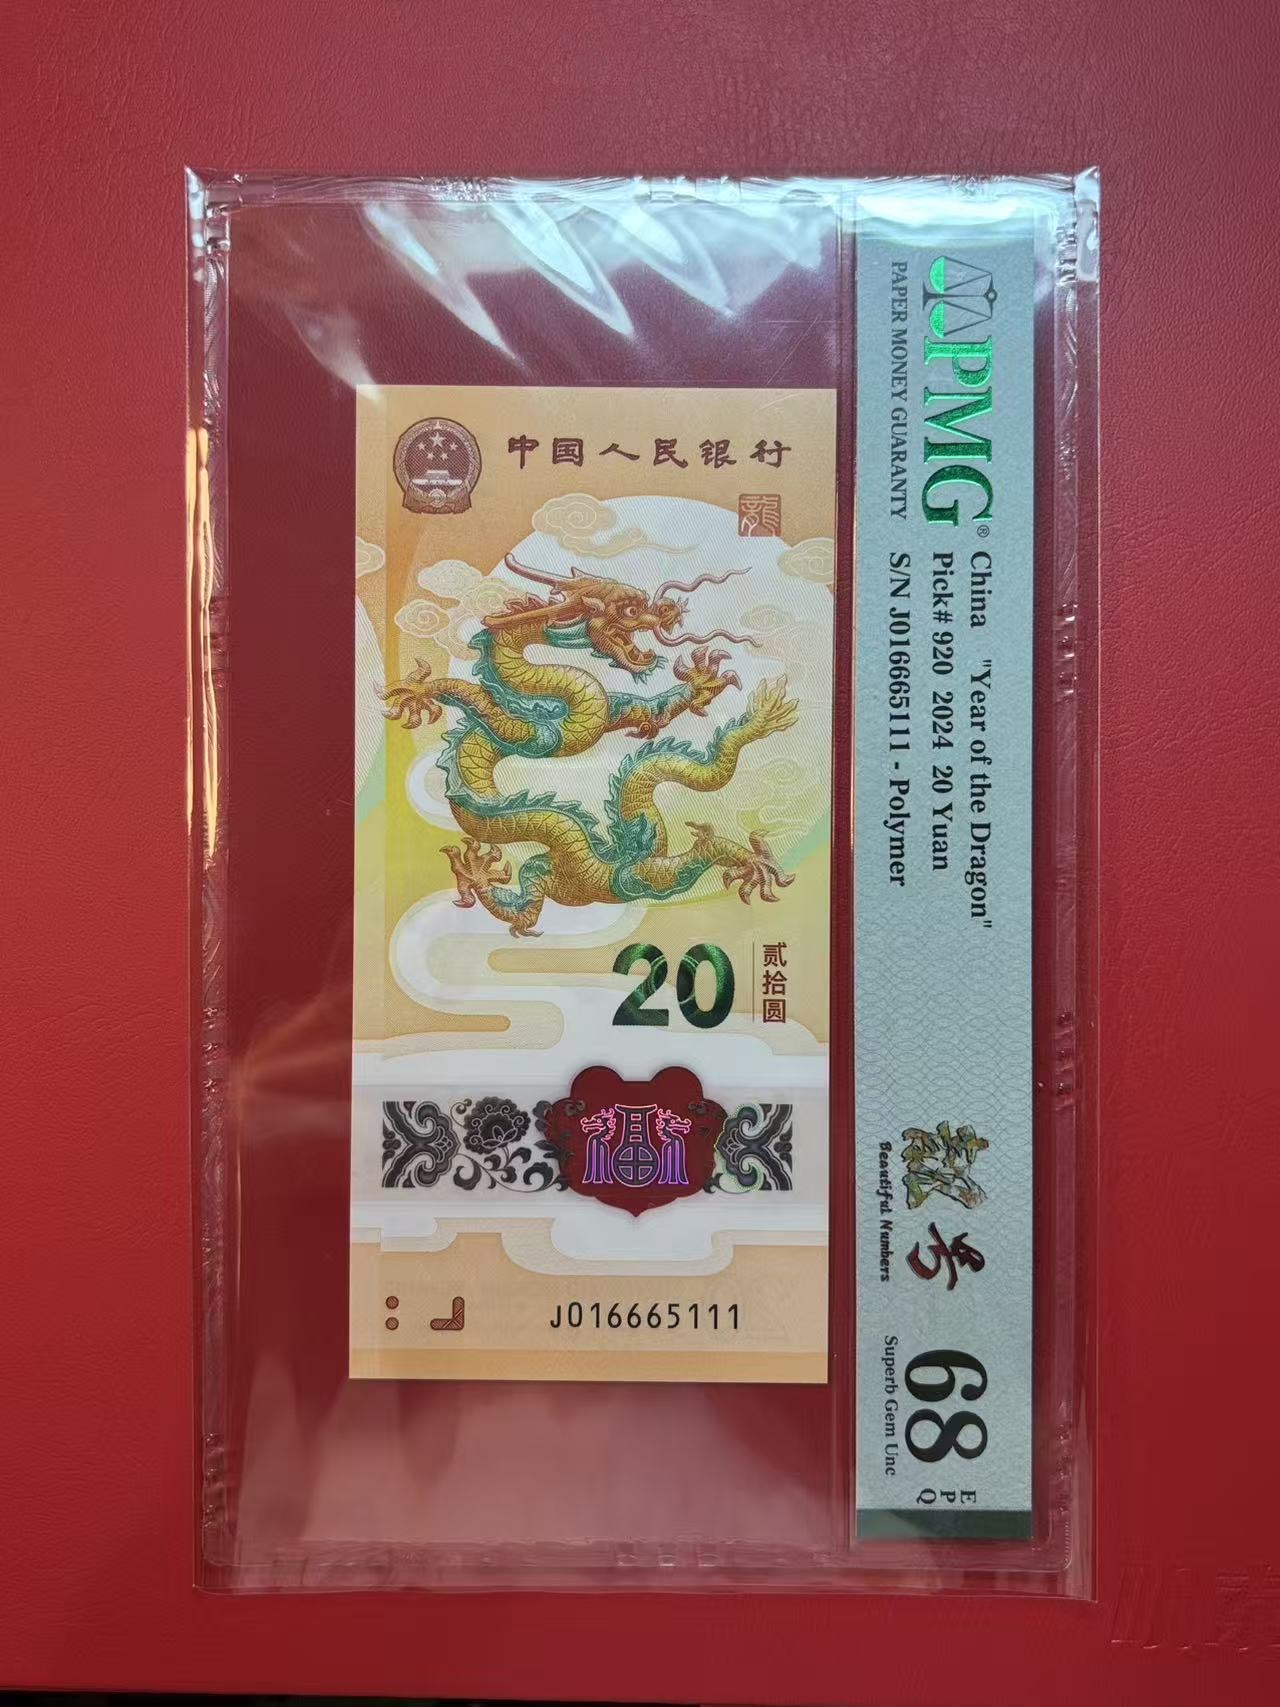 中国人民银行
龍
20
贰拾圆
福
J016665111
PMG®
PAPER MONEY GUARANTY
China "Year of the Dragon"
Pick# 920 2024 20 Yuan
S/N J016665111 - Polymer
靓号
Beautiful Numbers
68
EPQ
Superb Gem Unc